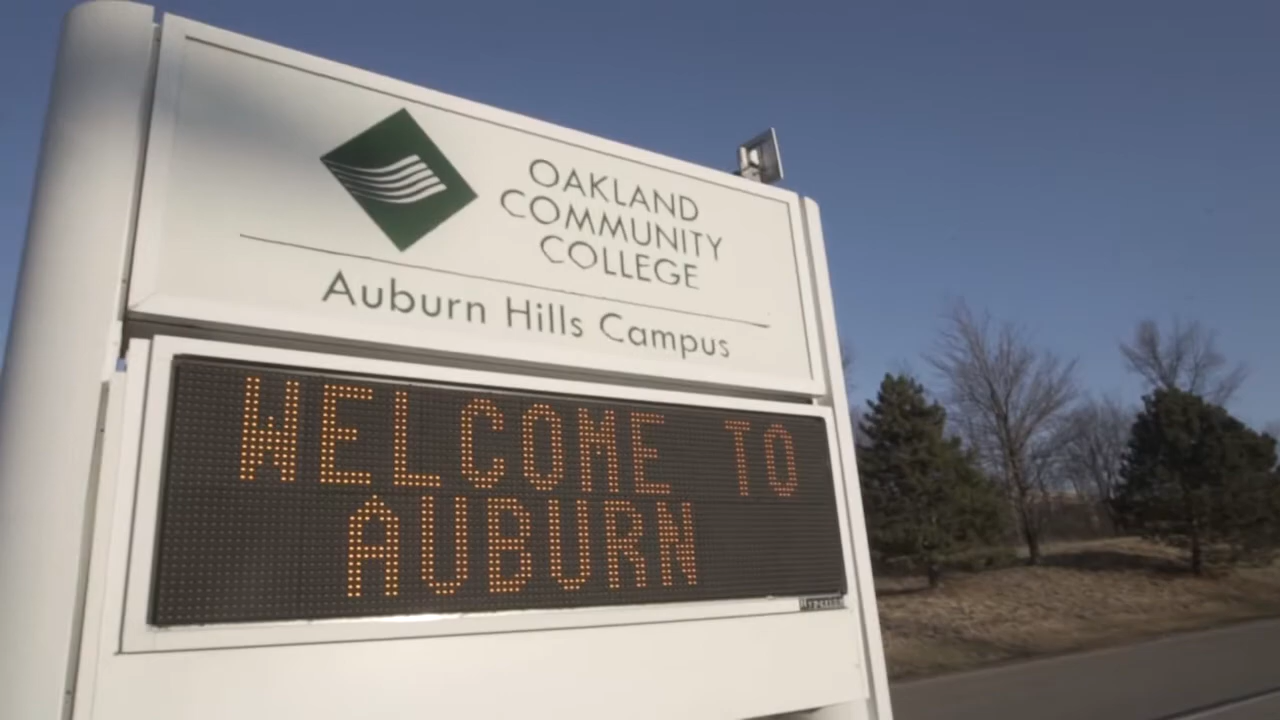 OAKLAND
COMMUNITY
COLLEGE
Auburn Hills Campus
WELCOME TO
AUBURN